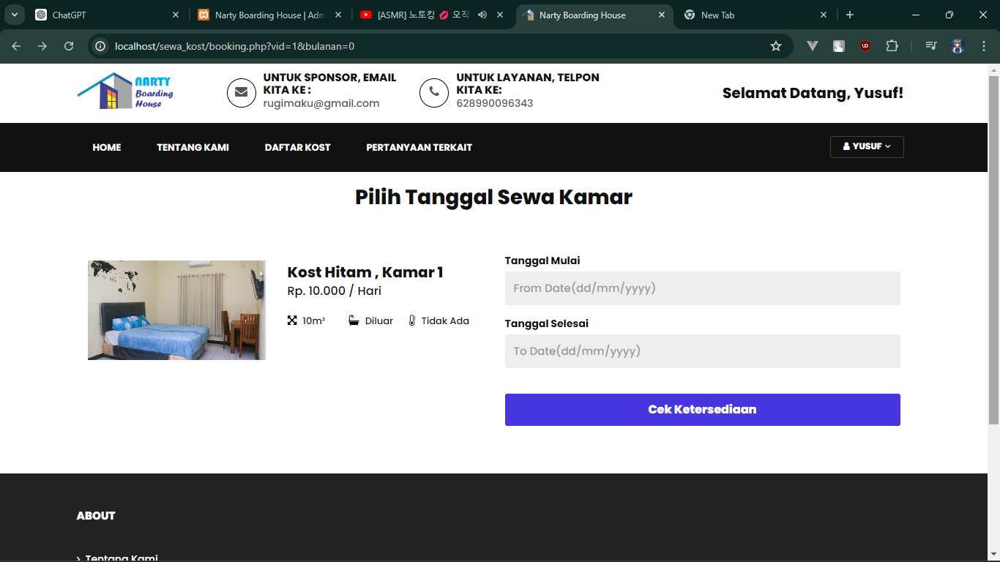 ChatGPT
Narty Boarding House | Adm
[ASMR] 노토킹 💋 오직
Narty Boarding House
New Tab
localhost/sewa_kost/booking.php?vid=1&bulanan=0
NARTY
Boarding
House
UNTUK SPONSOR, EMAIL
KITA KE :
rugimaku@gmail.com
UNTUK LAYANAN, TELPON
KITA KE:
628990096343
Selamat Datang, Yusuf!
HOME
TENTANG KAMI
DAFTAR KOST
PERTANYAAN TERKAIT
YUSUF
Pilih Tanggal Sewa Kamar
Kost Hitam , Kamar 1
Rp. 10.000 / Hari
10m²
Diluar
Tidak Ada
Tanggal Mulai
From Date(dd/mm/yyyy)
Tanggal Selesai
To Date(dd/mm/yyyy)
Cek Ketersediaan
ABOUT
Tentang Kami